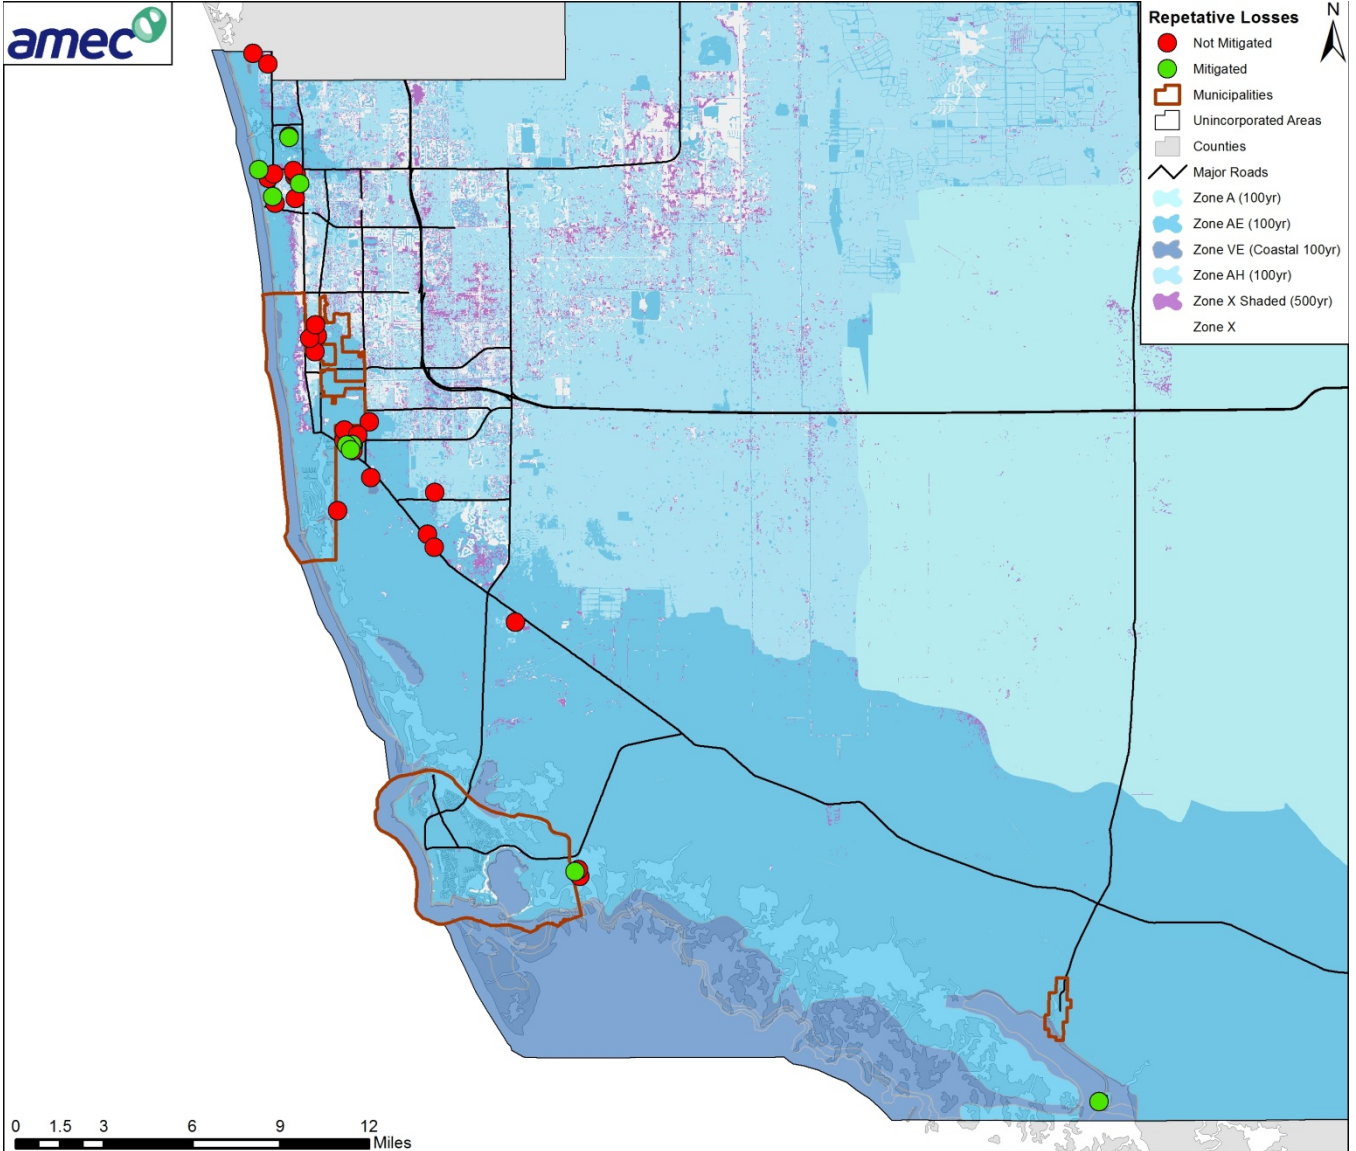 amec
Repetative Losses
N
Not Mitigated
Mitigated
Municipalities
Unincorporated Areas
Counties
Major Roads
Zone A (100yr)
Zone AE (100yr)
Zone VE (Coastal 100yr)
Zone AH (100yr)
Zone X Shaded (500yr)
Zone X
0 1.5 3 6 9 12
Miles